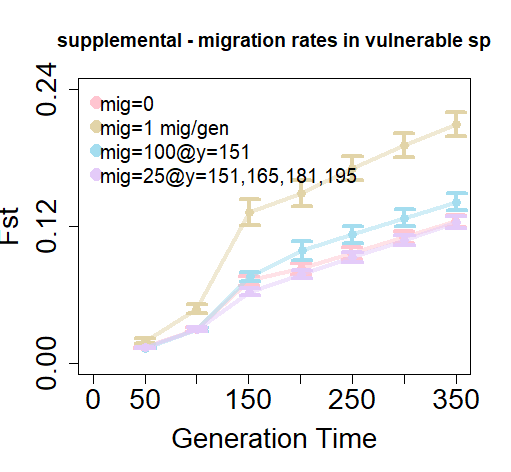 supplemental - migration rates in vulnerable sp
0.24
mig=0
mig=1 mig/gen
mig=100@y=151
mig=25@y=151,165,181,195
0.12
Fst
0.00
0 50 150 250 350
Generation Time